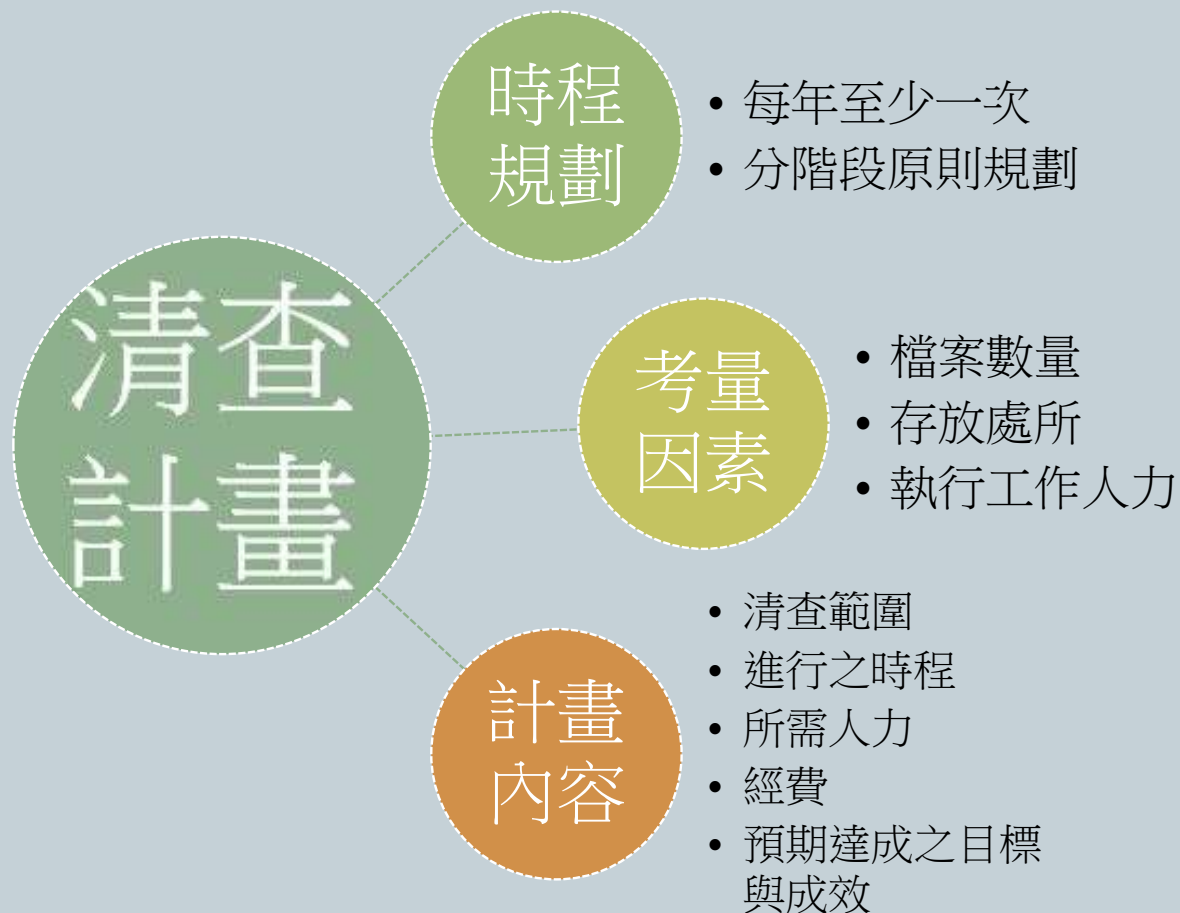 清查
計畫
時程
規劃
• 每年至少一次
• 分階段原則規劃
考量
因素
• 檔案數量
• 存放處所
• 執行工作人力
計畫
內容
• 清查範圍
• 進行之時程
• 所需人力
• 經費
• 預期達成之目標
與成效